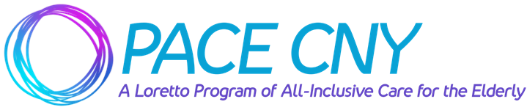 PACE CNY
A Loretto Program of All-Inclusive Care for the Elderly